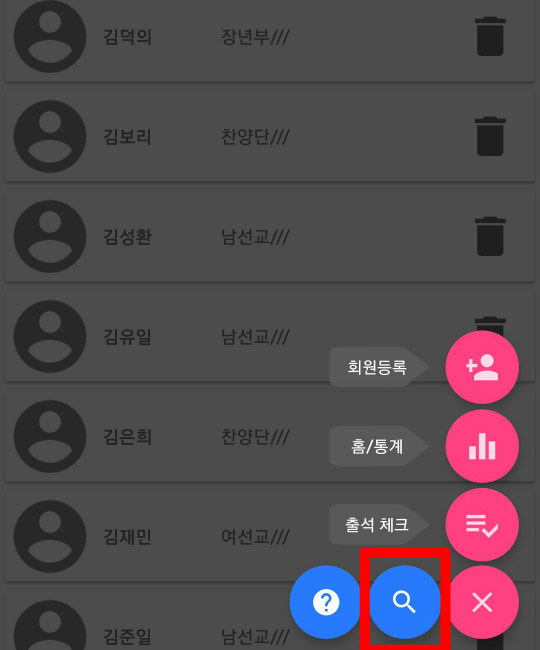 김덕의 장년부///
김보리 찬양단///
김성환 남선교///
김유일 남선교///
회원등록
김은희 찬양단///
홈/통계
출석 체크
김재민 여선교///
김준일 남선교///